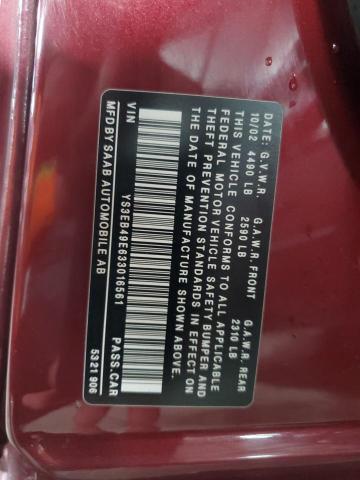 DATE: G.V.W.R. G.A.W.R. FRONT G.A.W.R. REAR
10/02 4490 LB 2590 LB 2310 LB
THIS VEHICLE CONFORMS TO ALL APPLICABLE
FEDERAL MOTOR VEHICLE SAFETY BUMPER AND
THEFT PREVENTION STANDARDS IN EFFECT ON
THE DATE OF MANUFACTURE SHOWN ABOVE.
YS3EB49E633016561
VIN PASS.CAR
MFD BY SAAB AUTOMOBILE AB 53 21 906